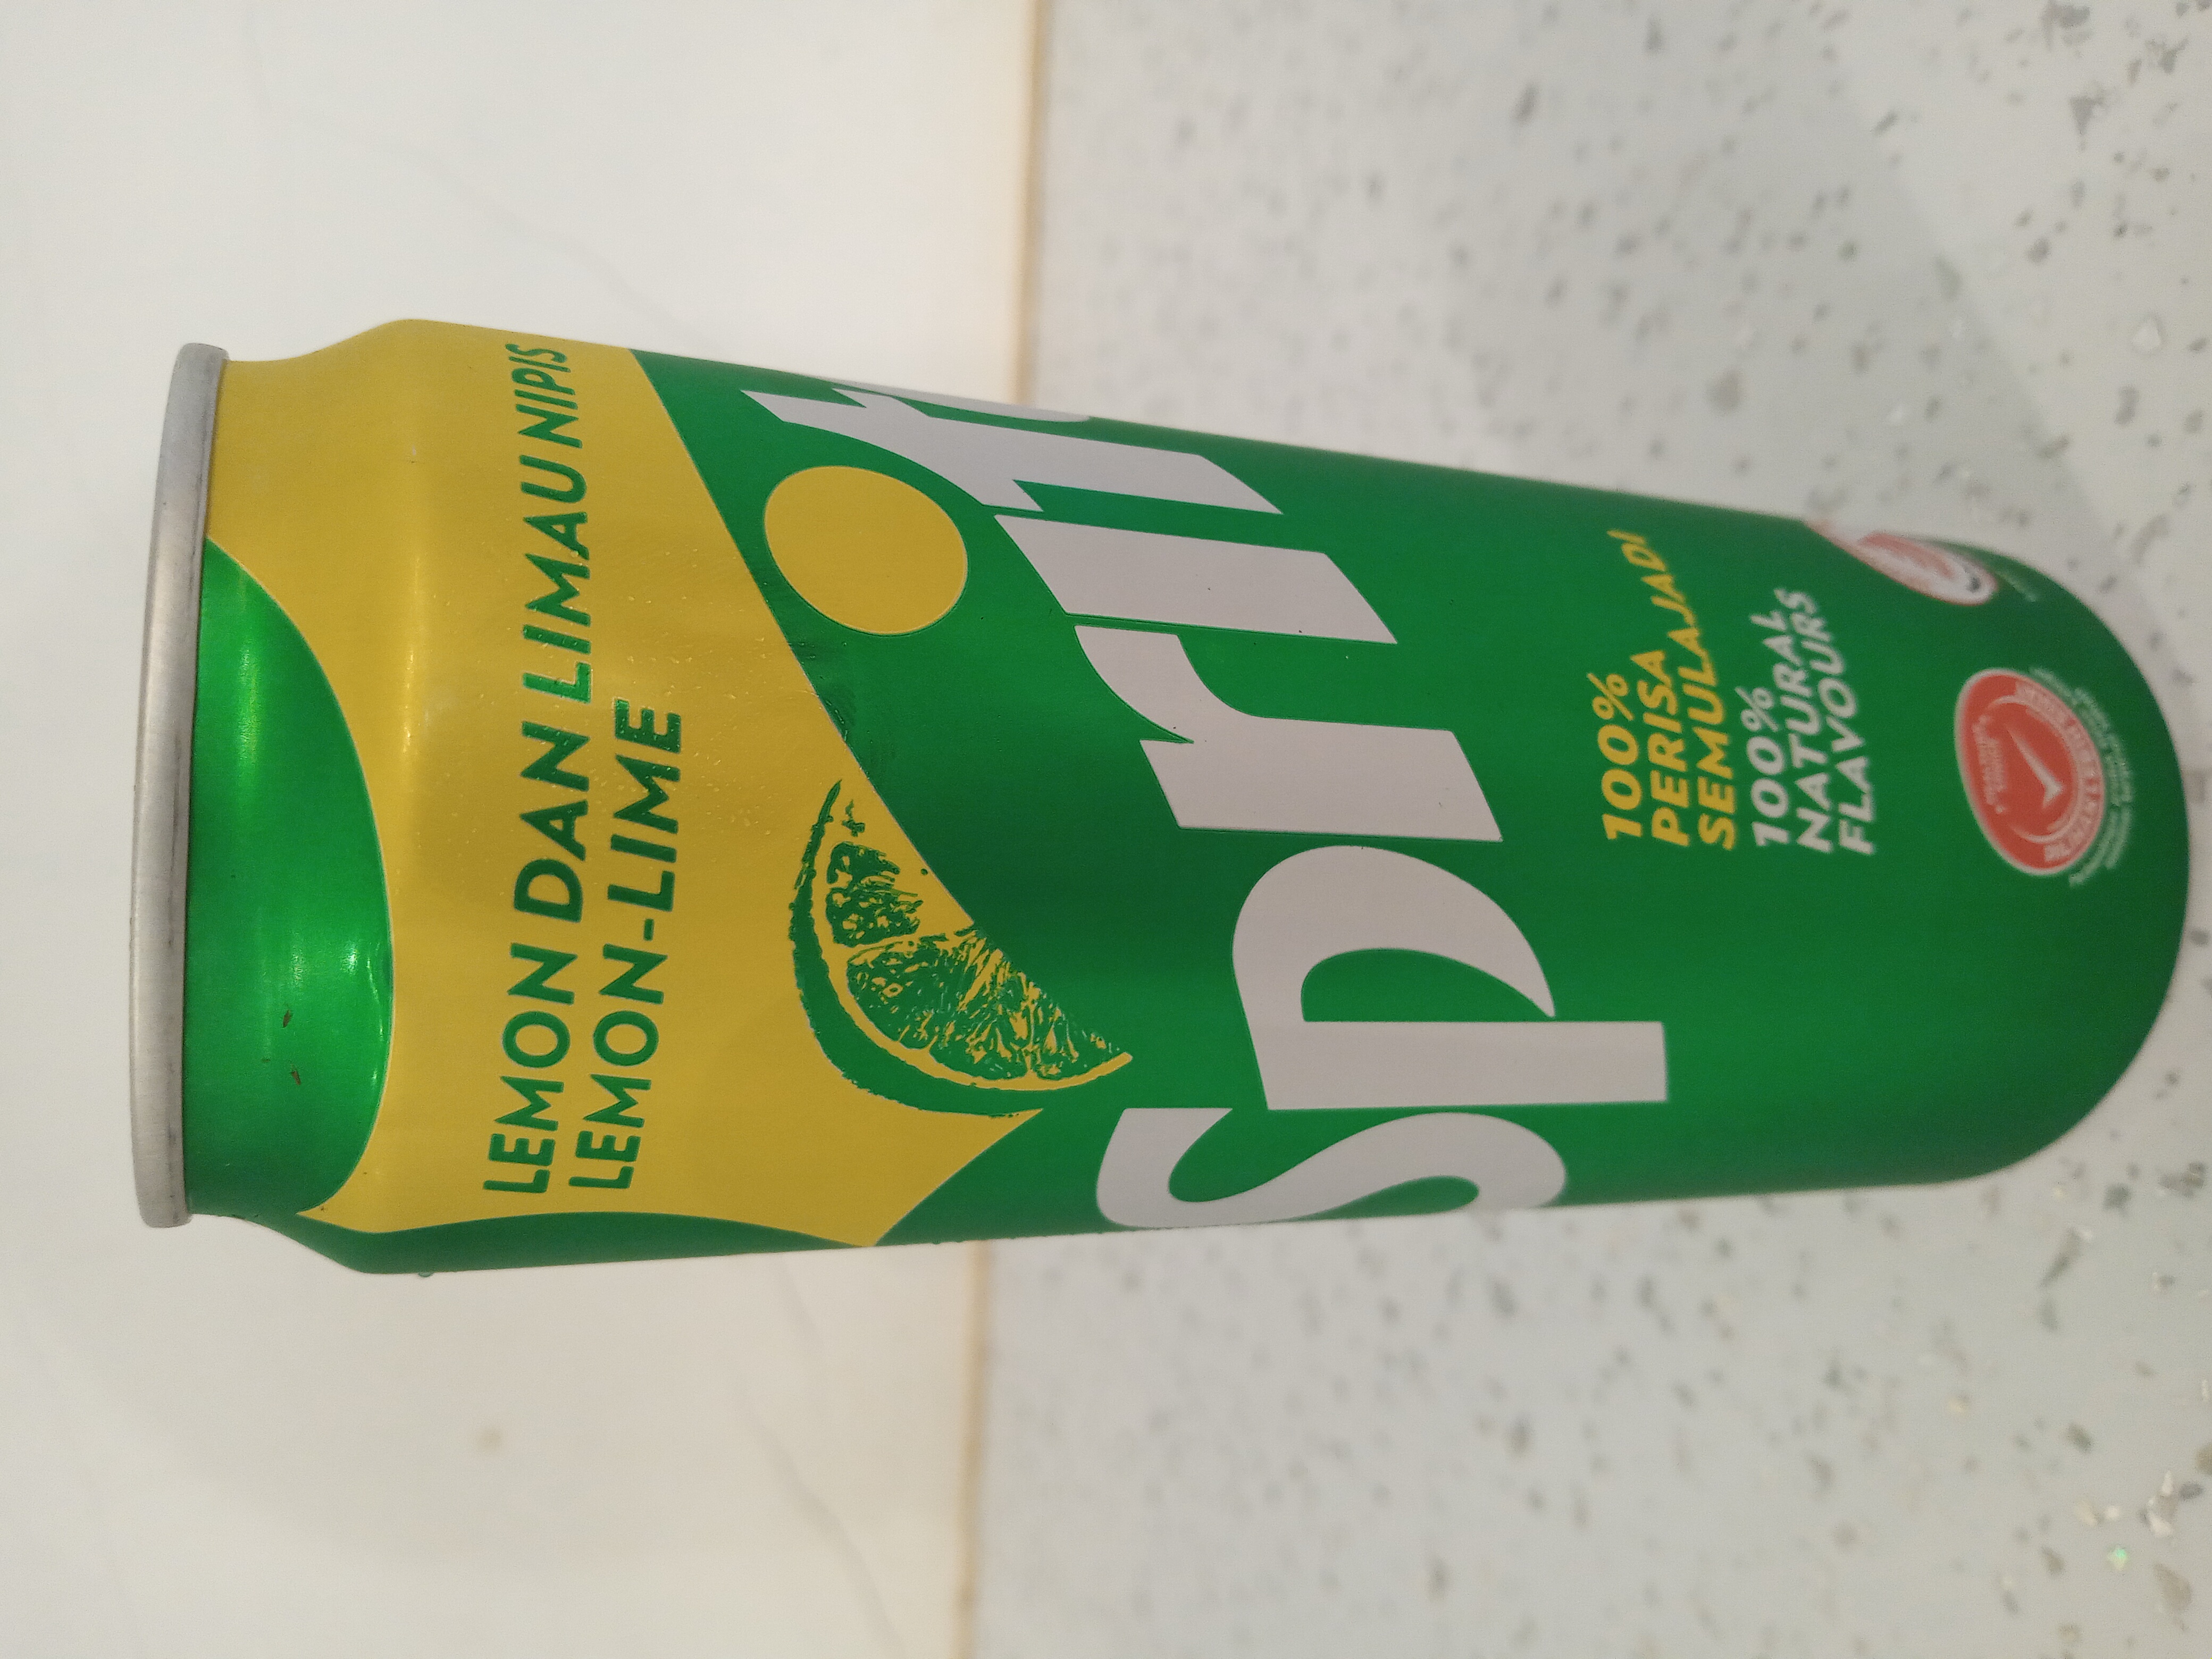 LEMON DAN LIMAU NIPIS
LEMON-LIME
Sprite
100%
PERISA
SEMULAJADI
100%
NATURAL
FLAVOURS